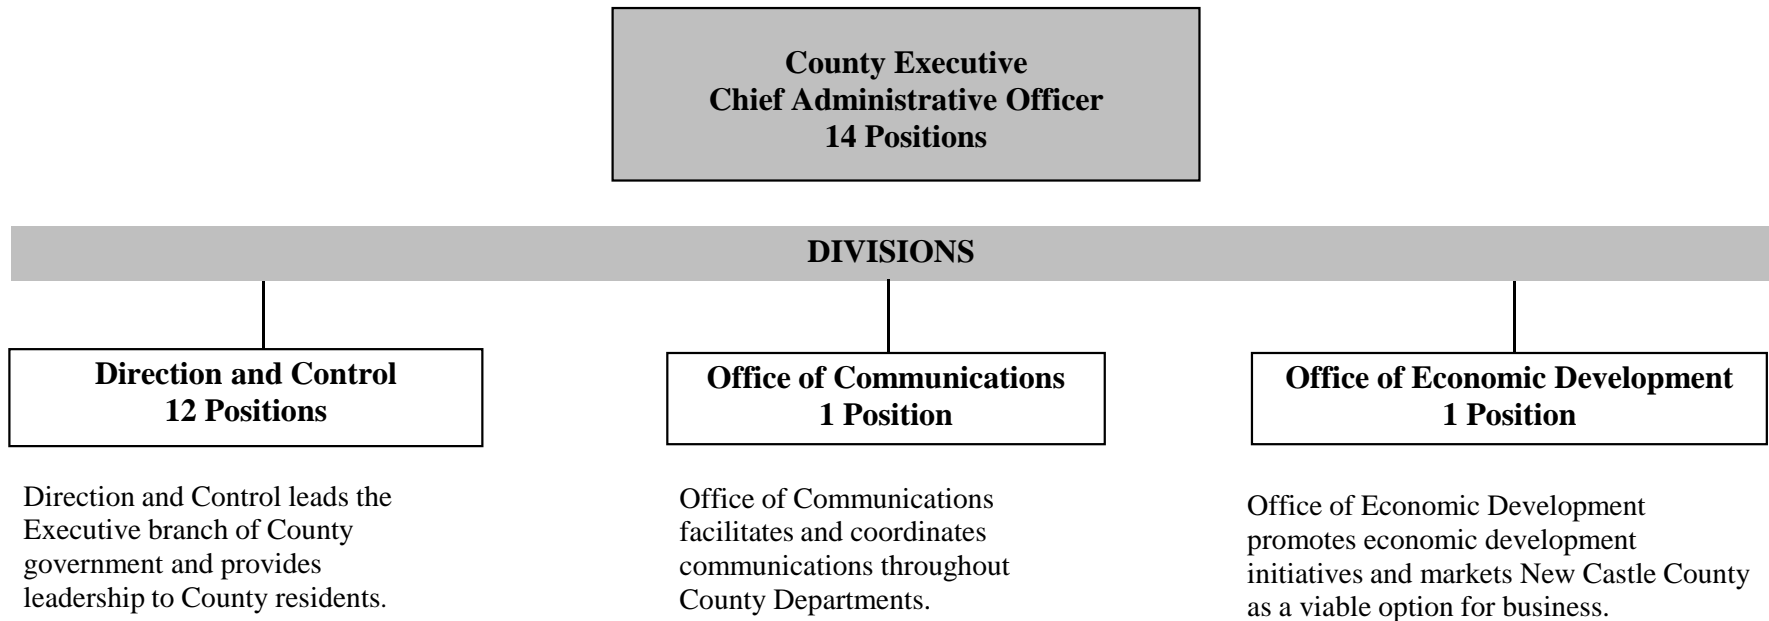 County Executive
Chief Administrative Officer
14 Positions
DIVISIONS
Direction and Control
12 Positions
Office of Communications
1 Position
Office of Economic Development
1 Position
Direction and Control leads the
Executive branch of County
government and provides
leadership to County residents.
Office of Communications
facilitates and coordinates
communications throughout
County Departments.
Office of Economic Development
promotes economic development
initiatives and markets New Castle County
as a viable option for business.